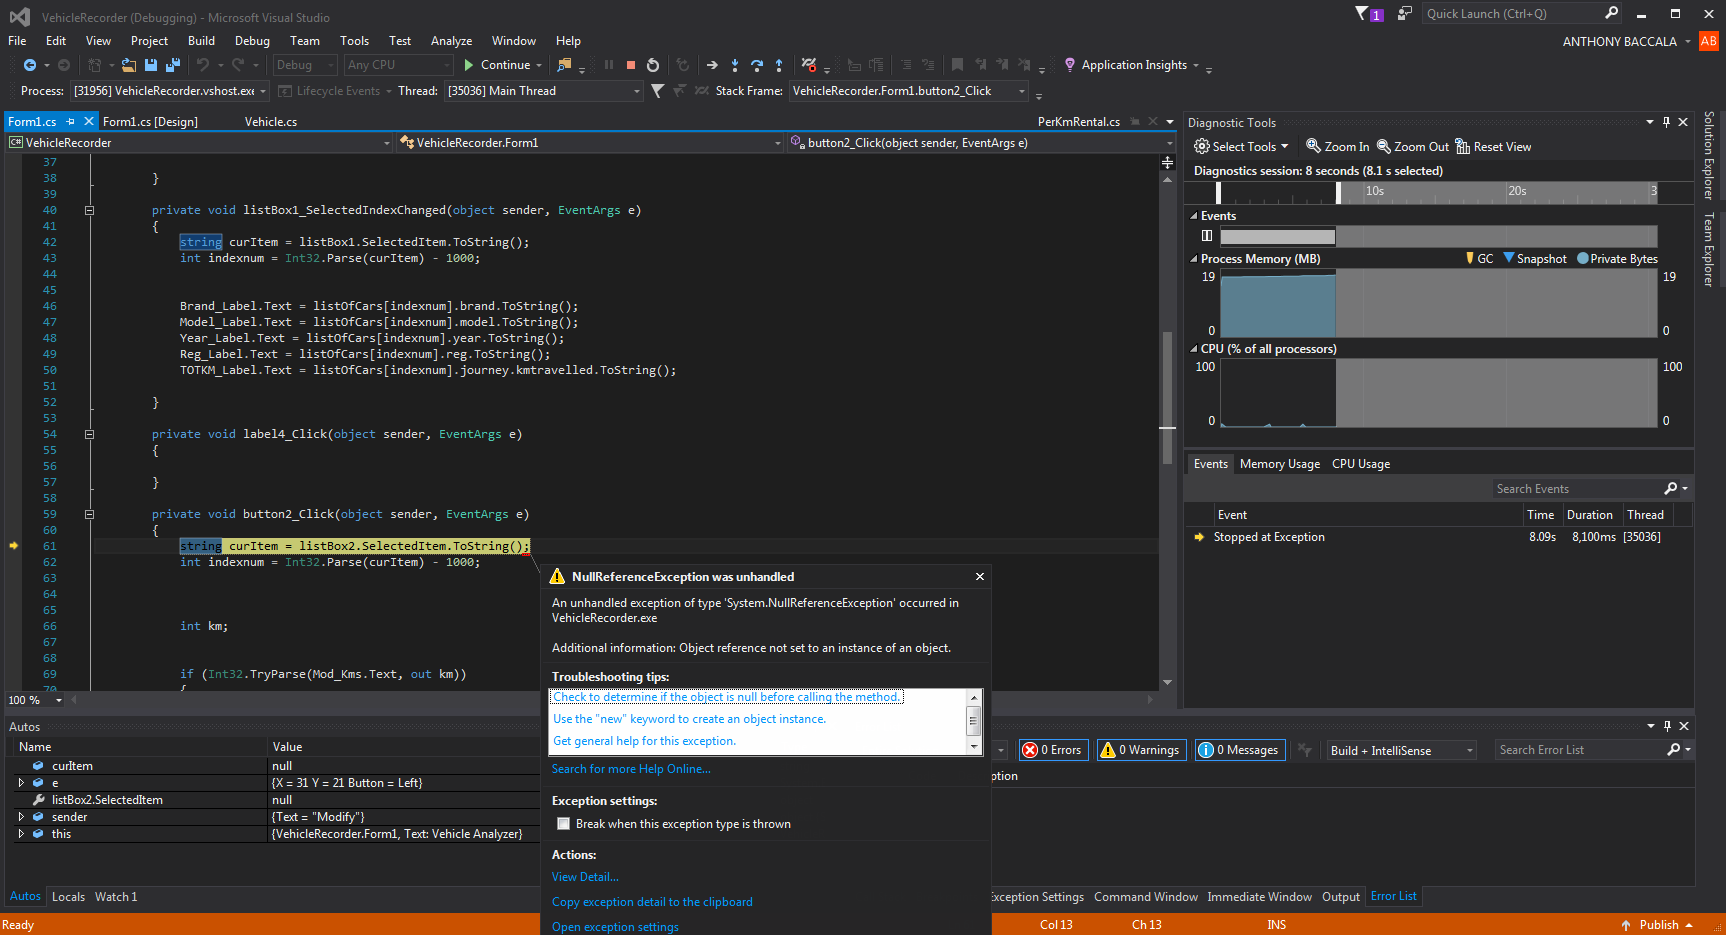 VehicleRecorder (Debugging) - Microsoft Visual Studio
1
Quick Launch (Ctrl+Q)
File Edit View Project Build Debug Team Tools Test Analyze Window Help
ANTHONY BACCALA AB
Debug Any CPU Continue Application Insights
Process: [31956] VehicleRecorder.vshost.exe Lifecycle Events Thread: [35036] Main Thread Stack Frame: VehicleRecorder.Form1.button2_Click
Form1.cs Form1.cs [Design] Vehicle.cs PerKmRental.cs
VehicleRecorder VehicleRecorder.Form1 button2_Click(object sender, EventArgs e)
37
38 }
39
40 private void listBox1_SelectedIndexChanged(object sender, EventArgs e)
41 {
42 string curItem = listBox1.SelectedItem.ToString();
43 int indexnum = Int32.Parse(curItem) - 1000;
44
45
46 Brand_Label.Text = listOfCars[indexnum].brand.ToString();
47 Model_Label.Text = listOfCars[indexnum].model.ToString();
48 Year_Label.Text = listOfCars[indexnum].year.ToString();
49 Reg_Label.Text = listOfCars[indexnum].reg.ToString();
50 TOTKM_Label.Text = listOfCars[indexnum].journey.kmtravelled.ToString();
51
52 }
53
54 private void label4_Click(object sender, EventArgs e)
55 {
56
57 }
58
59 private void button2_Click(object sender, EventArgs e)
60 {
61 string curItem = listBox2.SelectedItem.ToString();
62 int indexnum = Int32.Parse(curItem) - 1000;
63
64
65
66 int km;
67
68
69 if (Int32.TryParse(Mod_Kms.Text, out km))
70 {
100 %
NullReferenceException was unhandled
An unhandled exception of type 'System.NullReferenceException' occurred in
VehicleRecorder.exe
Additional information: Object reference not set to an instance of an object.
Troubleshooting tips:
Check to determine if the object is null before calling the method.
Use the "new" keyword to create an object instance.
Get general help for this exception.
Search for more Help Online...
Exception settings:
Break when this exception type is thrown
Actions:
View Detail...
Copy exception detail to the clipboard
Open exception settings
Diagnostic Tools
Select Tools Zoom In Zoom Out Reset View
Diagnostics session: 8 seconds (8.1 s selected)
10s 20s 3
Events
Process Memory (MB) GC Snapshot Private Bytes
19 19
0 0
CPU (% of all processors)
100 100
0 0
Events Memory Usage CPU Usage
Search Events
Event Time Duration Thread
Stopped at Exception 8.09s 8,100ms [35036]
Solution Explorer
Team Explorer
Autos
Name Value
curItem null
e {X = 31 Y = 21 Button = Left}
listBox2.SelectedItem null
sender {Text = "Modify"}
this {VehicleRecorder.Form1, Text: Vehicle Analyzer}
Autos Locals Watch 1
0 Errors 0 Warnings 0 Messages Build + IntelliSense Search Error List
ption
xception Settings Command Window Immediate Window Output Error List
Ready Col 13 Ch 13 INS Publish